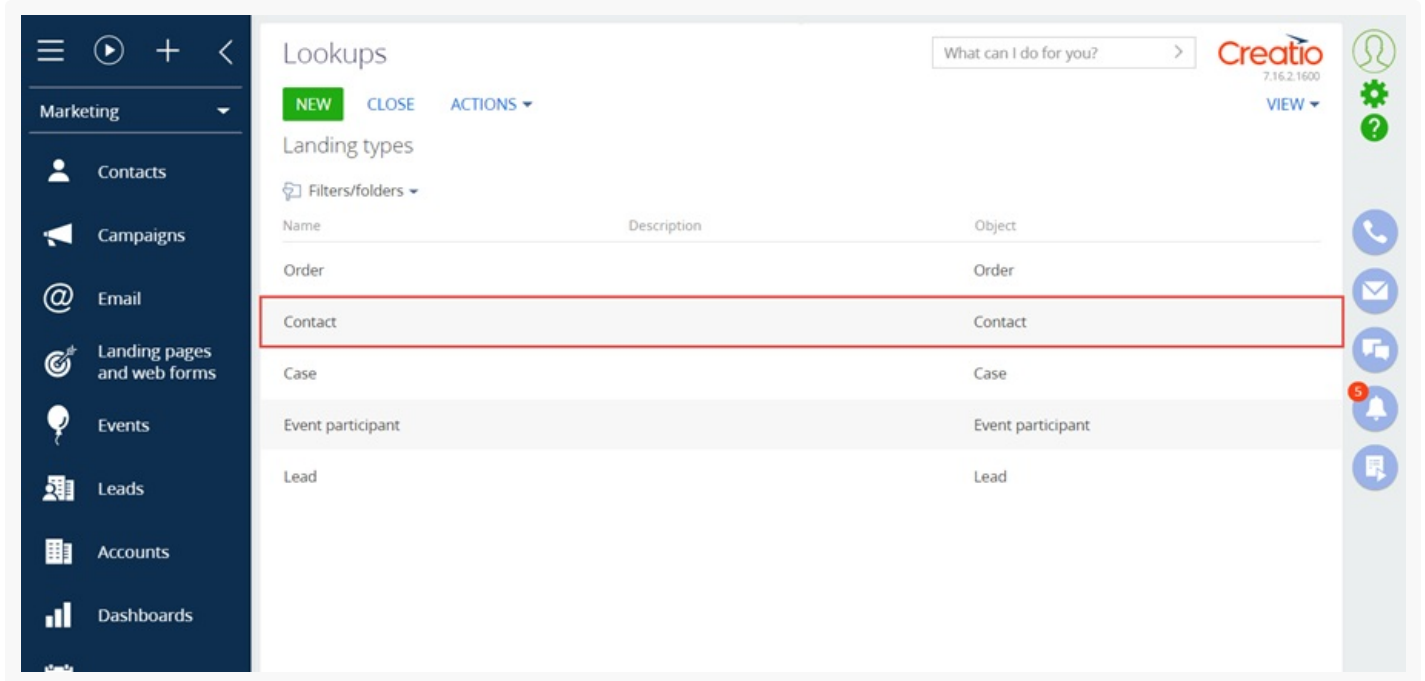 Marketing
Contacts
Campaigns
Email
Landing pages
and web forms
Events
Leads
Accounts
Dashboards
Lookups
What can I do for you?
Creatio
7.16.2.1600
NEW CLOSE ACTIONS
VIEW
Landing types
Filters/folders
Name Description Object
Order Order
Contact Contact
Case Case
Event participant Event participant
Lead Lead
?
5